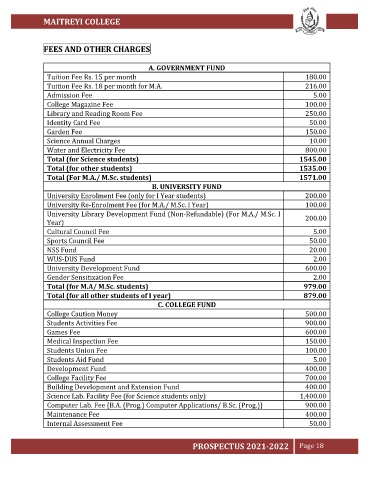 MAITREYI COLLEGE
FEES AND OTHER CHARGES
A. GOVERNMENT FUND
Tuition Fee Rs. 15 per month 180.00
Tuition Fee Rs. 18 per month for M.A. 216.00
Admission Fee 5.00
College Magazine Fee 100.00
Library and Reading Room Fee 250.00
Identity Card Fee 50.00
Garden Fee 150.00
Science Annual Charges 10.00
Water and Electricity Fee 800.00
Total (for Science students) 1545.00
Total (for other students) 1535.00
Total (For M.A./ M.Sc. students) 1571.00
B. UNIVERSITY FUND
University Enrolment Fee (only for I Year students) 200.00
University Re-Enrolment Fee (for M.A./ M.Sc. I Year) 100.00
University Library Development Fund (Non-Refundable) (For M.A./ M.Sc. I
Year) 200.00
Cultural Council Fee 5.00
Sports Council Fee 50.00
NSS Fund 20.00
WUS-DUS Fund 2.00
University Development Fund 600.00
Gender Sensitization Fee 2.00
Total (for M.A/ M.Sc. students) 979.00
Total (for all other students of I year) 879.00
C. COLLEGE FUND
College Caution Money 500.00
Students Activities Fee 900.00
Games Fee 600.00
Medical Inspection Fee 150.00
Students Union Fee 100.00
Students Aid Fund 5.00
Development Fund 400.00
College Facility Fee 700.00
Building Development and Extension Fund 400.00
Science Lab. Facility Fee (for Science students only) 1,400.00
Computer Lab. Fee {B.A. (Prog.) Computer Applications/ B.Sc. (Prog.)} 900.00
Maintenance Fee 400.00
Internal Assessment Fee 50.00
PROSPECTUS 2021-2022 Page 18